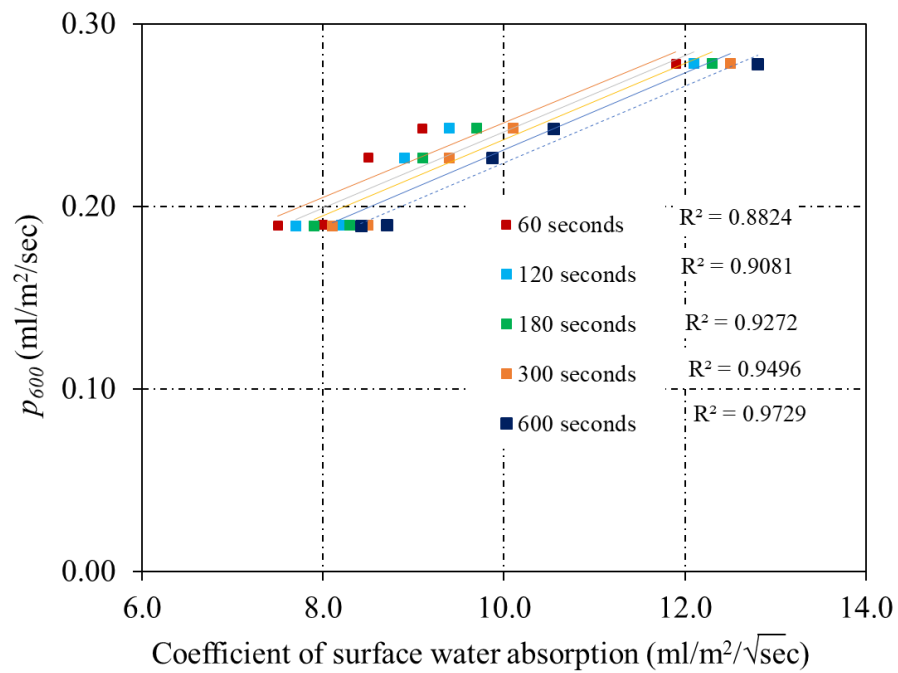 0.30
0.20
0.10
0.00
p600 (ml/m²/sec)
60 seconds R² = 0.8824
120 seconds R² = 0.9081
180 seconds R² = 0.9272
300 seconds R² = 0.9496
600 seconds R² = 0.9729
6.0 8.0 10.0 12.0 14.0
Coefficient of surface water absorption (ml/m²/√sec)